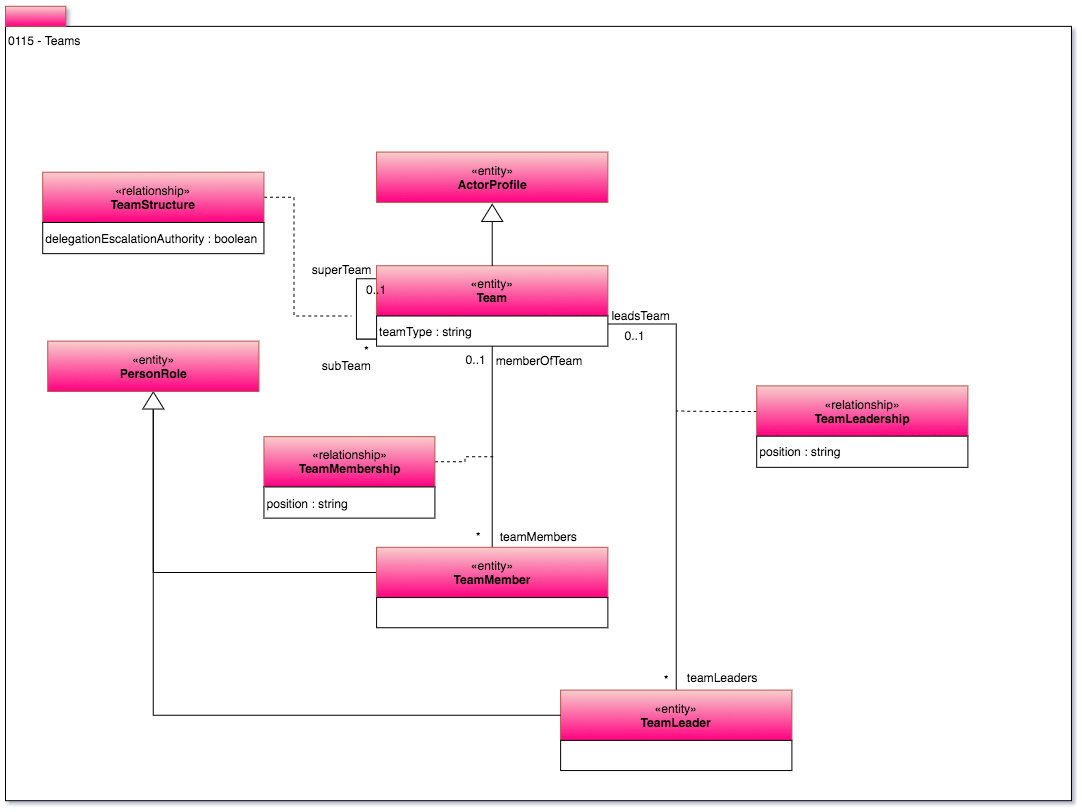 0115 - Teams
«entity»
ActorProfile
«relationship»
TeamStructure
delegationEscalationAuthority : boolean
superTeam
0..1
«entity»
Team
teamType : string
leadsTeam
0..1
*
subTeam
0..1
memberOfTeam
«entity»
PersonRole
«relationship»
TeamLeadership
position : string
«relationship»
TeamMembership
position : string
*
teamMembers
«entity»
TeamMember
*
teamLeaders
«entity»
TeamLeader